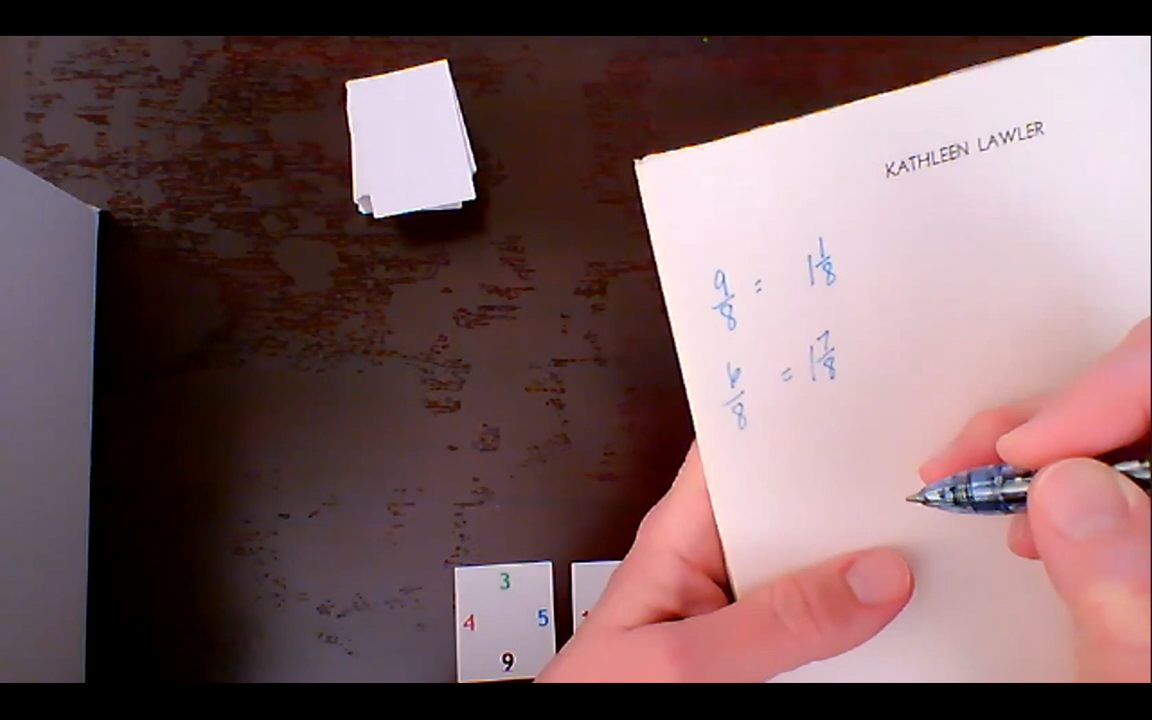 KATHLEEN LAWLER
9/8 = 1 1/8
6/8 = 1 7/8
3
4 5
9